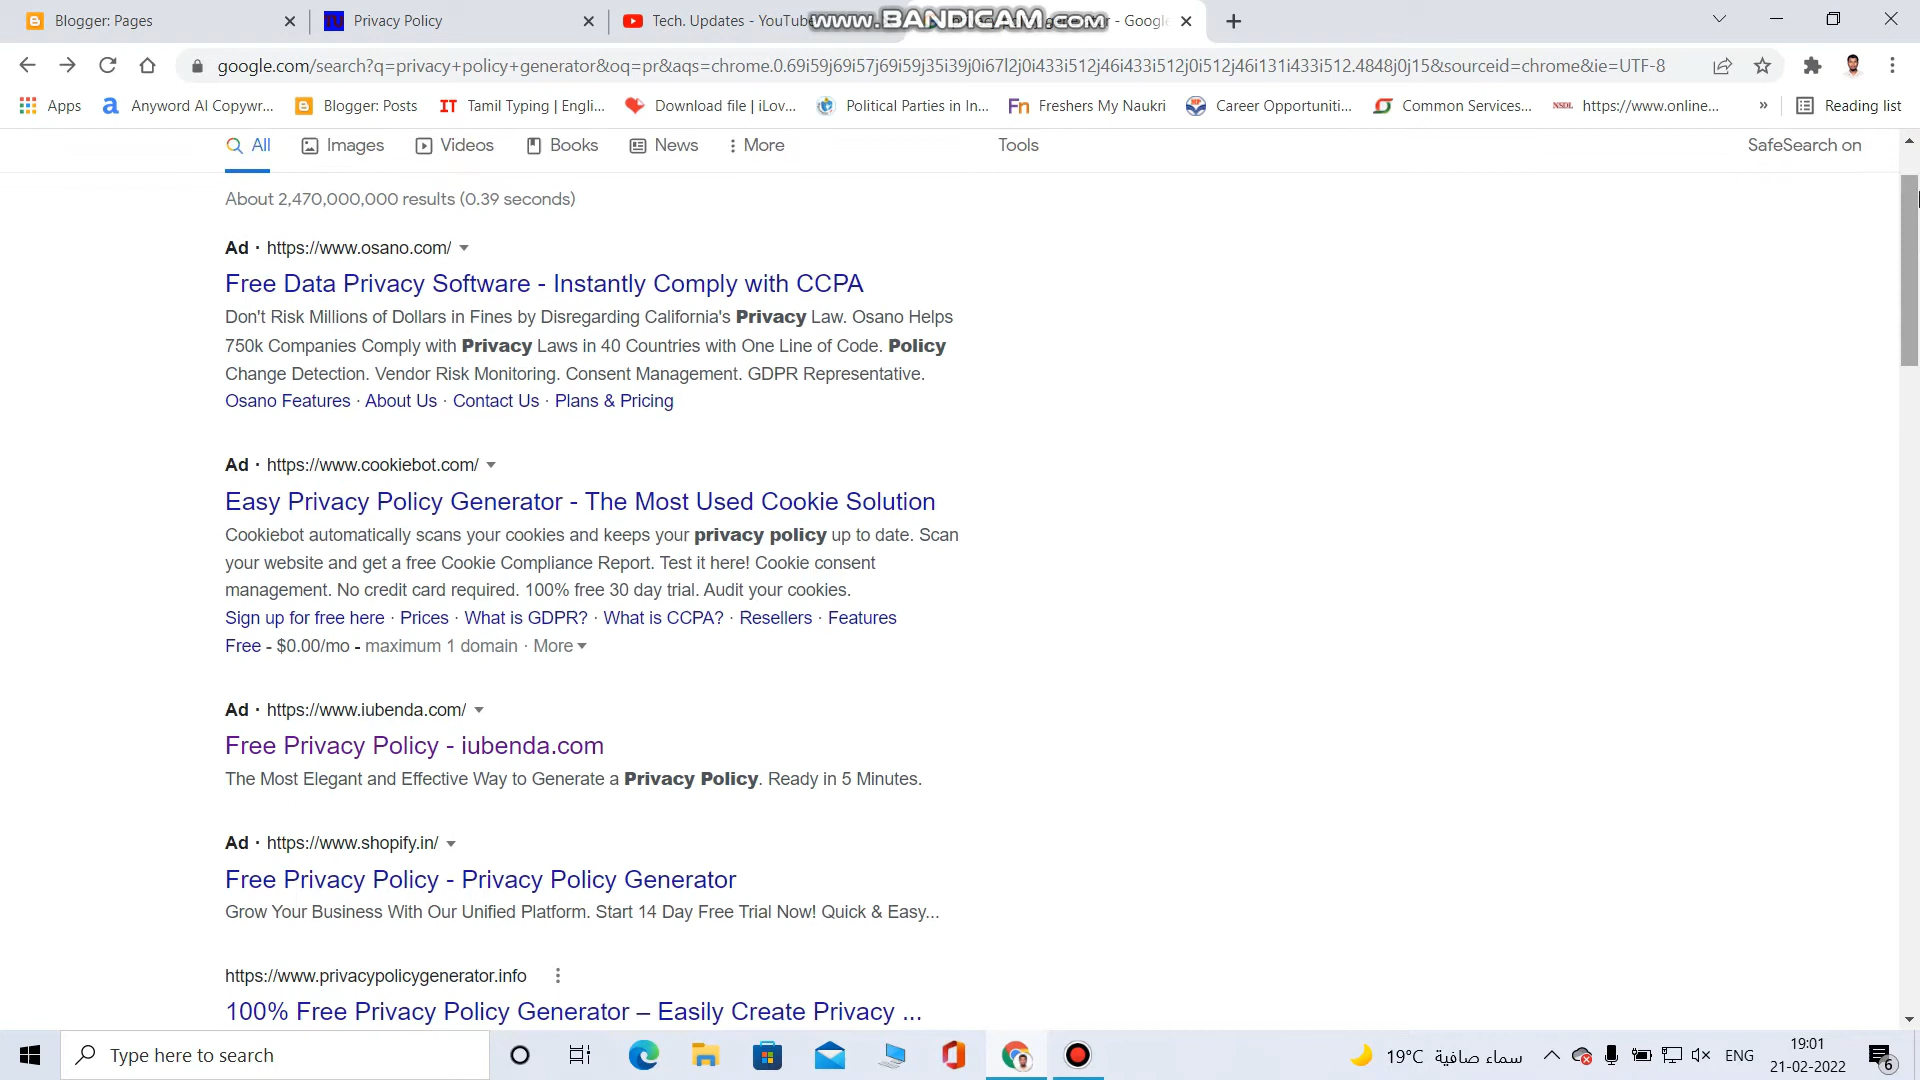 Blogger: Pages
Privacy Policy
Tech. Updates - YouTube
www.BANDICAM.com
- Google
google.com/search?q=privacy+policy+generator&oq=pr&aqs=chrome.0.69i59j69i57j69i59j35i39j0i67l2j0i433i512j46i433i512j0i512j46i131i433i512.4848j0j15&sourceid=chrome&ie=UTF-8
Apps
Anyword AI Copywr...
Blogger: Posts
IT Tamil Typing | Engli...
Download file | iLov...
Political Parties in In...
Fn Freshers My Naukri
Career Opportuniti...
Common Services...
NSDL https://www.online...
»
Reading list
All Images Videos Books News More Tools SafeSearch on
About 2,470,000,000 results (0.39 seconds)
Ad · https://www.osano.com/
Free Data Privacy Software - Instantly Comply with CCPA
Don't Risk Millions of Dollars in Fines by Disregarding California's Privacy Law. Osano Helps
750k Companies Comply with Privacy Laws in 40 Countries with One Line of Code. Policy
Change Detection. Vendor Risk Monitoring. Consent Management. GDPR Representative.
Osano Features · About Us · Contact Us · Plans & Pricing
Ad · https://www.cookiebot.com/
Easy Privacy Policy Generator - The Most Used Cookie Solution
Cookiebot automatically scans your cookies and keeps your privacy policy up to date. Scan
your website and get a free Cookie Compliance Report. Test it here! Cookie consent
management. No credit card required. 100% free 30 day trial. Audit your cookies.
Sign up for free here · Prices · What is GDPR? · What is CCPA? · Resellers · Features
Free - $0.00/mo - maximum 1 domain · More
Ad · https://www.iubenda.com/
Free Privacy Policy - iubenda.com
The Most Elegant and Effective Way to Generate a Privacy Policy. Ready in 5 Minutes.
Ad · https://www.shopify.in/
Free Privacy Policy - Privacy Policy Generator
Grow Your Business With Our Unified Platform. Start 14 Day Free Trial Now! Quick & Easy...
https://www.privacypolicygenerator.info
100% Free Privacy Policy Generator – Easily Create Privacy ...
Type here to search
19°C سماء صافية
ENG
19:01
21-02-2022
6